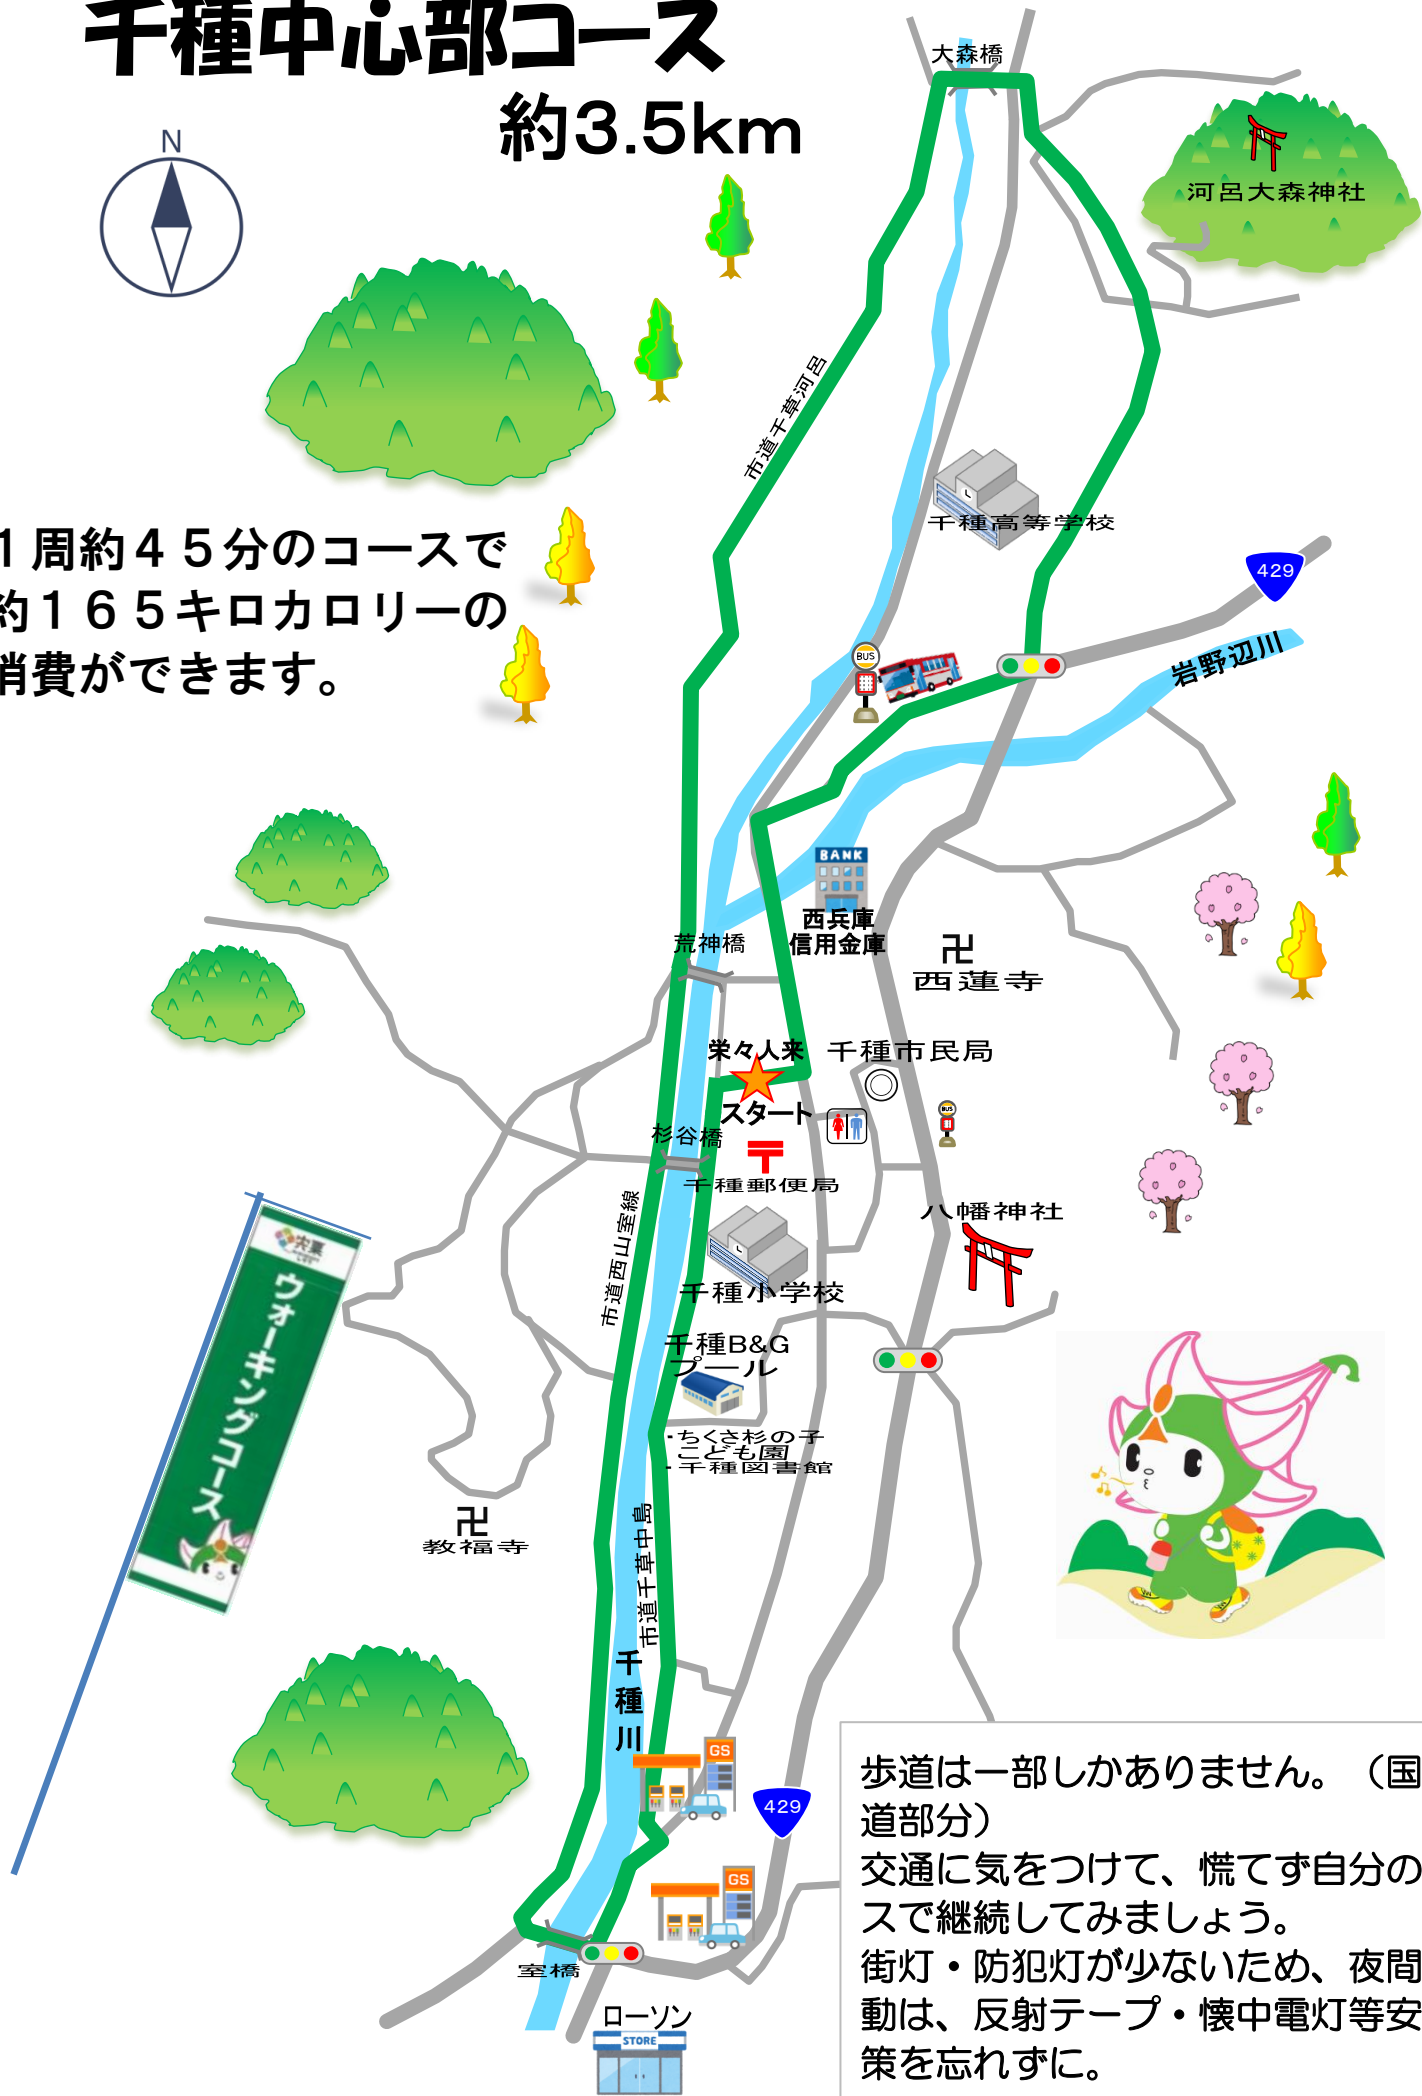 千種中心部コース
約3.5km
N
大森橋
河呂大森神社
市道千草河呂
千種高等学校
１周約４５分のコースで
約１６５キロカロリーの
消費ができます。
429
岩野辺川
BUS
BANK
西兵庫
信用金庫
荒神橋
卍
西蓮寺
栄々人来
千種市民局
スタート
BUS
杉谷橋
〒
千種郵便局
市道西山室線
八幡神社
宍粟
ウォーキングコース
千種小学校
千種B&G
プール
・ちくさ杉の子
こども園
・千種図書館
卍
教福寺
市道千草中島
千種川
GS
429
GS
室橋
ローソン
STORE
歩道は一部しかありません。（国
道部分）
交通に気をつけて、慌てず自分の
スで継続してみましょう。
街灯・防犯灯が少ないため、夜間
動は、反射テープ・懐中電灯等安
策を忘れずに。